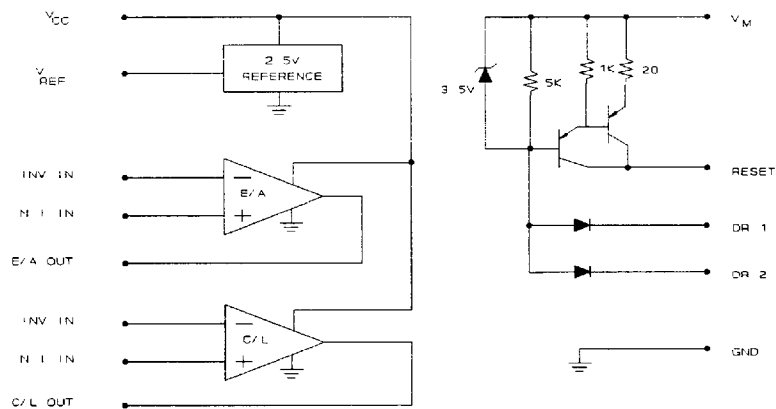 VCC
2 5V
REFERENCE
VREF
INV IN
E/A
N I IN
E/A OUT
INV IN
C/L
N I IN
C/L OUT
VM
3 5V
5K
1K
20
RESET
DR 1
DR 2
GND